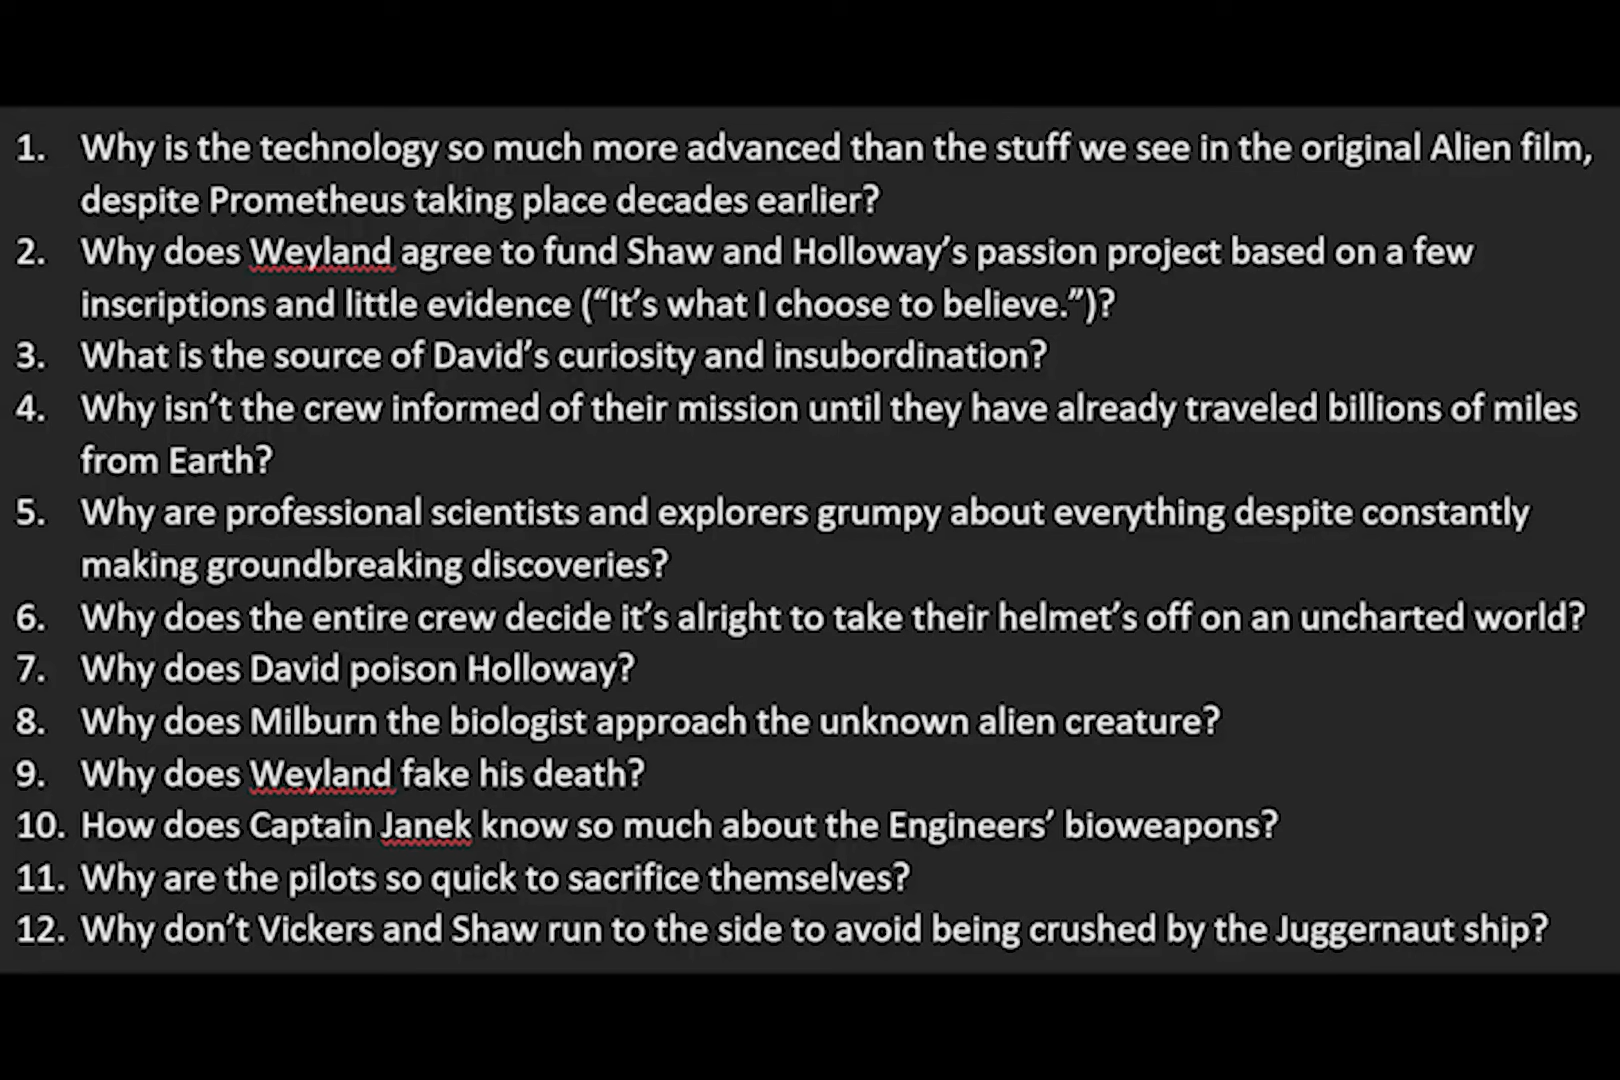 1. Why is the technology so much more advanced than the stuff we see in the original Alien film,
despite Prometheus taking place decades earlier?
2. Why does Weyland agree to fund Shaw and Holloway’s passion project based on a few
inscriptions and little evidence (“It’s what I choose to believe.”)?
3. What is the source of David’s curiosity and insubordination?
4. Why isn’t the crew informed of their mission until they have already traveled billions of miles
from Earth?
5. Why are professional scientists and explorers grumpy about everything despite constantly
making groundbreaking discoveries?
6. Why does the entire crew decide it’s alright to take their helmet’s off on an uncharted world?
7. Why does David poison Holloway?
8. Why does Milburn the biologist approach the unknown alien creature?
9. Why does Weyland fake his death?
10. How does Captain Janek know so much about the Engineers’ bioweapons?
11. Why are the pilots so quick to sacrifice themselves?
12. Why don’t Vickers and Shaw run to the side to avoid being crushed by the Juggernaut ship?